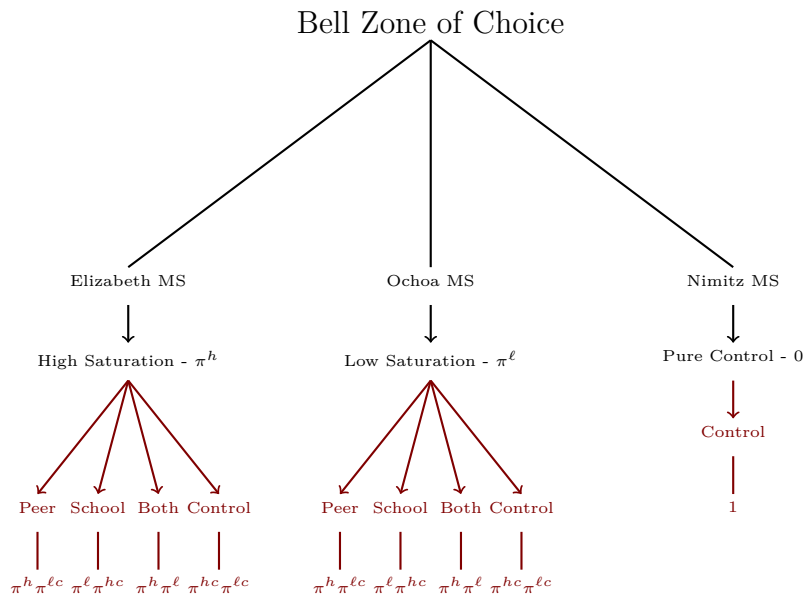 Bell Zone of Choice
Elizabeth MS Ochoa MS Nimitz MS
High Saturation - π^h Low Saturation - π^ℓ Pure Control - 0
Control
Peer School Both Control Peer School Both Control 1
π^h π^{ℓc} π^ℓ π^{hc} π^h π^ℓ π^{hc} π^{ℓc} π^h π^{ℓc} π^ℓ π^{hc} π^h π^ℓ π^{hc} π^{ℓc}